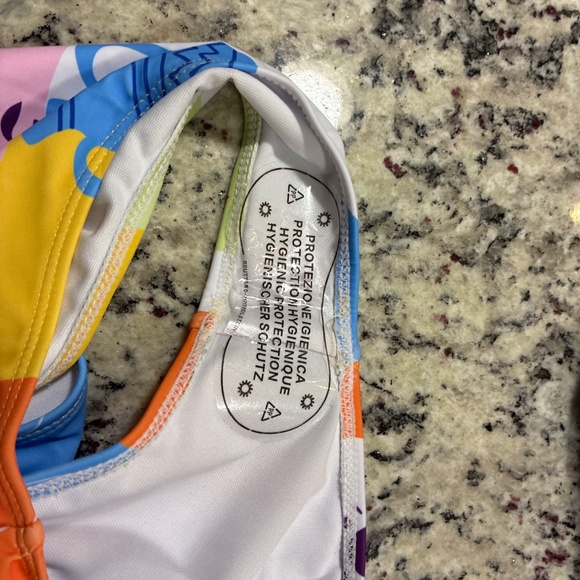 PROTEZIONE IGIENICA
PROTECTION HYGIENIQUE
HYGIENIC PROTECTION
HYGIENISCHER SCHUTZ